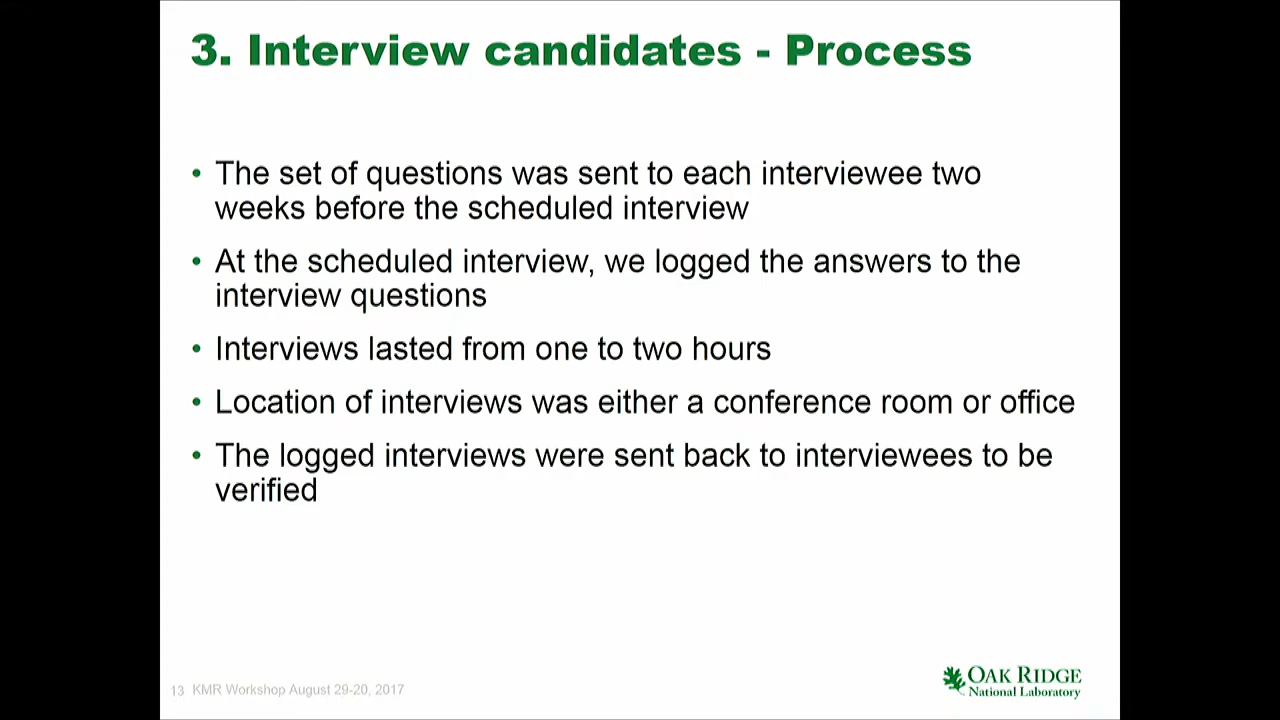 3. Interview candidates - Process
• The set of questions was sent to each interviewee two
weeks before the scheduled interview
• At the scheduled interview, we logged the answers to the
interview questions
• Interviews lasted from one to two hours
• Location of interviews was either a conference room or office
• The logged interviews were sent back to interviewees to be
verified
13 KMR Workshop August 29-20, 2017
OAK RIDGE
National Laboratory